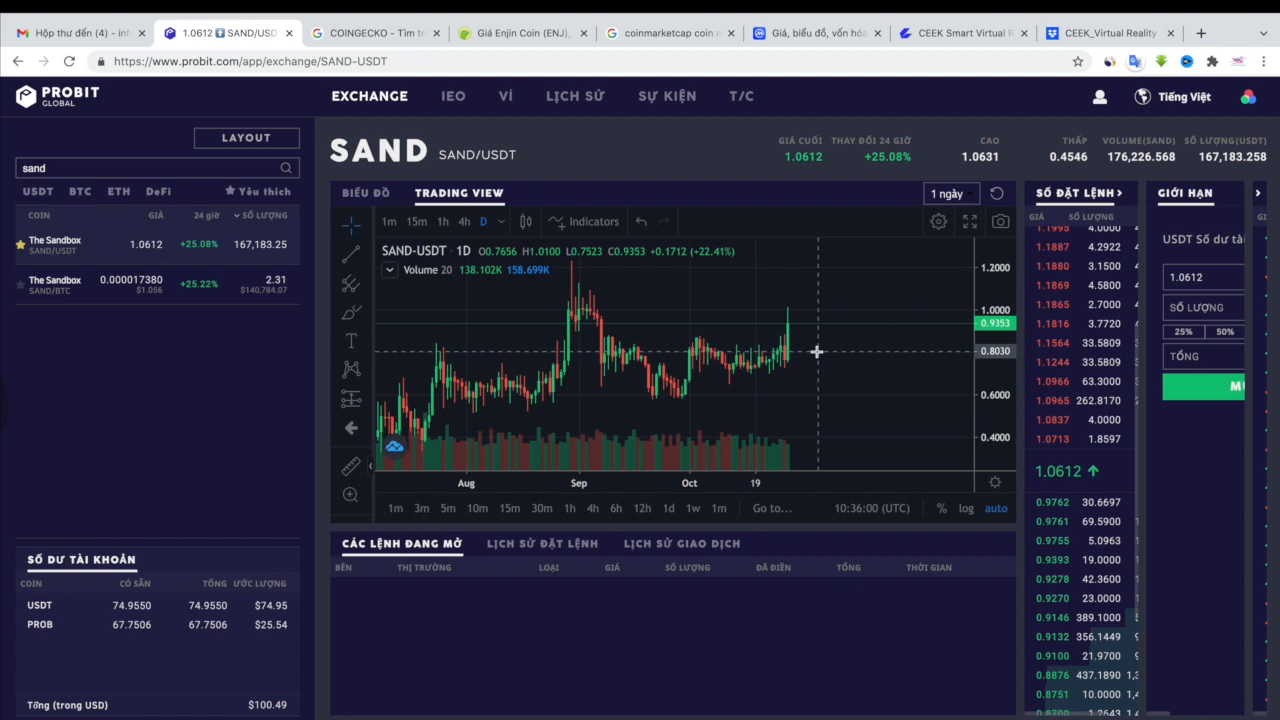 Hộp thư đến (4) - inf
1.0612 SAND/USD
COINGECKO - Tìm tr
Giá Enjin Coin (ENJ),
coinmarketcap coin n
Giá, biểu đồ, vốn hóa
CEEK Smart Virtual R
CEEK_Virtual Reality
https://www.probit.com/app/exchange/SAND-USDT
PROBIT
GLOBAL
EXCHANGE IEO VÍ LỊCH SỬ SỰ KIỆN T/C
Tiếng Việt
LAYOUT
sand
USDT BTC ETH DeFi Yêu thích
COIN GIÁ 24 giờ SỐ LƯỢNG
The Sandbox 1.0612 +25.08% 167,183.25
SAND/USDT
The Sandbox 0.000017380 +25.22% 2.31
SAND/BTC $1.056 $140,784.07
SỐ DƯ TÀI KHOẢN
COIN CÓ SẴN TỔNG ƯỚC LƯỢNG
USDT 74.9550 74.9550 $74.95
PROB 67.7506 67.7506 $25.54
Tổng (trong USD) $100.49
SAND SAND/USDT
GIÁ CUỐI THAY ĐỔI 24 GIỜ CAO THẤP VOLUME(SAND) SỐ LƯỢNG(USDT)
1.0612 +25.08% 1.0631 0.4546 176,226.568 167,183.258
BIỂU ĐỒ TRADING VIEW 1 ngày
1m 15m 1h 4h D Indicators
SAND-USDT · 1D O0.7656 H1.0100 L0.7523 C0.9353 +0.1712 (+22.41%)
Volume 20 138.102K 158.699K
1.2000
1.0000
0.9353
0.8030
0.6000
0.4000
Aug Sep Oct 19
1m 3m 5m 10m 15m 30m 1h 4h 6h 12h 1d 1w 1m Go to... 10:36:00 (UTC) % log auto
CÁC LỆNH ĐANG MỞ LỊCH SỬ ĐẶT LỆNH LỊCH SỬ GIAO DỊCH
BÊN THỊ TRƯỜNG LOẠI GIÁ SỐ LƯỢNG ĐÃ ĐIỀN TỔNG THỜI GIAN
SỔ ĐẶT LỆNH
GIÁ SỐ LƯỢNG
1.1995 4.0000
1.1887 4.2922
1.1880 3.1500
1.1869 4.5800
1.1865 2.7000
1.1816 3.7720
1.1564 33.5809
1.1244 33.5809
1.0966 63.3000
1.0965 262.8170
1.0837 4.0000
1.0713 1.8597
1.0612
0.9762 30.6697
0.9761 69.5900
0.9755 5.0963
0.9393 19.0000
0.9278 42.3600
0.9270 23.0000
0.9146 389.1000
0.9132 356.1449
0.9100 21.9700
0.8876 437.1890
0.8751 10.0000
0.8700 1.2643
GIỚI HẠN
USDT Số dư tài
1.0612
SỐ LƯỢNG
25% 50%
TỔNG